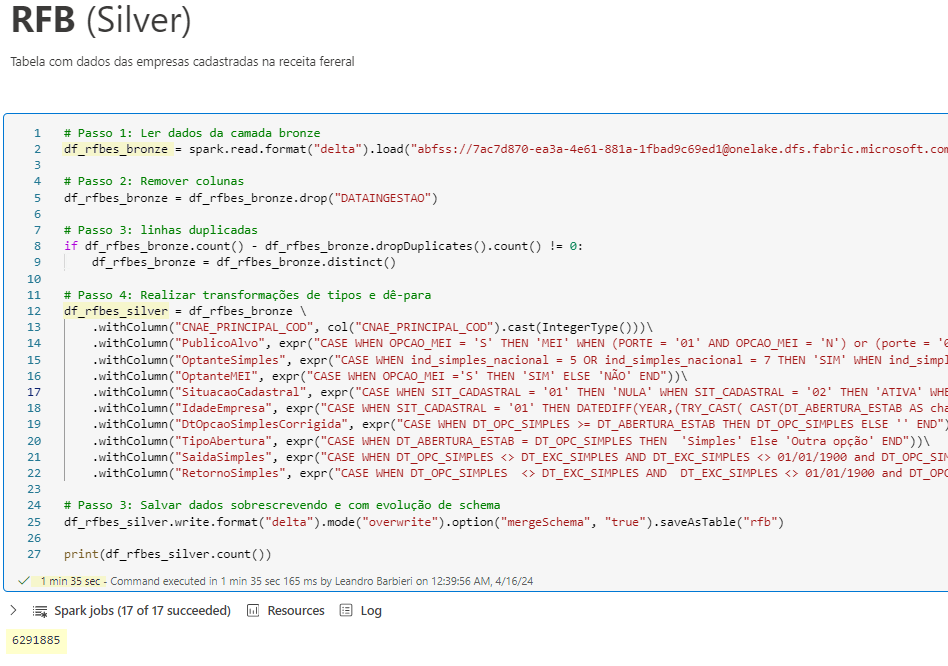 RFB (Silver)
Tabela com dados das empresas cadastradas na receita fereral
1 # Passo 1: Ler dados da camada bronze
2 df_rfbes_bronze = spark.read.format("delta").load("abfss://7ac7d870-ea3a-4e61-881a-1fbad9c69ed1@onelake.dfs.fabric.microsoft.com
3
4 # Passo 2: Remover colunas
5 df_rfbes_bronze = df_rfbes_bronze.drop("DATAINGESTAO")
6
7 # Passo 3: linhas duplicadas
8 if df_rfbes_bronze.count() - df_rfbes_bronze.dropDuplicates().count() != 0:
9 df_rfbes_bronze = df_rfbes_bronze.distinct()
10
11 # Passo 4: Realizar transformações de tipos e dê-para
12 df_rfbes_silver = df_rfbes_bronze \
13 .withColumn("CNAE_PRINCIPAL_COD", col("CNAE_PRINCIPAL_COD").cast(IntegerType()))\
14 .withColumn("PublicoAlvo", expr("CASE WHEN OPCAO_MEI = 'S' THEN 'MEI' WHEN (PORTE = '01' AND OPCAO_MEI = 'N') or (porte = '0
15 .withColumn("OptanteSimples", expr("CASE WHEN ind_simples_nacional = 5 OR ind_simples_nacional = 7 THEN 'SIM' WHEN ind_simpl
16 .withColumn("OptanteMEI", expr("CASE WHEN OPCAO_MEI ='S' THEN 'SIM' ELSE 'NÃO' END"))\
17 .withColumn("SituacaoCadastral", expr("CASE WHEN SIT_CADASTRAL = '01' THEN 'NULA' WHEN SIT_CADASTRAL = '02' THEN 'ATIVA' WHE
18 .withColumn("IdadeEmpresa", expr("CASE WHEN SIT_CADASTRAL = '01' THEN DATEDIFF(YEAR,(TRY_CAST( CAST(DT_ABERTURA_ESTAB AS cha
19 .withColumn("DtOpcaoSimplesCorrigida", expr("CASE WHEN DT_OPC_SIMPLES >= DT_ABERTURA_ESTAB THEN DT_OPC_SIMPLES ELSE '' END")
20 .withColumn("TipoAbertura", expr("CASE WHEN DT_ABERTURA_ESTAB = DT_OPC_SIMPLES THEN 'Simples' Else 'Outra opção' END"))\
21 .withColumn("SaidaSimples", expr("CASE WHEN DT_OPC_SIMPLES <> DT_EXC_SIMPLES AND DT_EXC_SIMPLES <> 01/01/1900 and DT_OPC_SIM
22 .withColumn("RetornoSimples", expr("CASE WHEN DT_OPC_SIMPLES <> DT_EXC_SIMPLES AND DT_EXC_SIMPLES <> 01/01/1900 and DT_OPC
23
24 # Passo 3: Salvar dados sobrescrevendo e com evolução de schema
25 df_rfbes_silver.write.format("delta").mode("overwrite").option("mergeSchema", "true").saveAsTable("rfb")
26
27 print(df_rfbes_silver.count())
1 min 35 sec - Command executed in 1 min 35 sec 165 ms by Leandro Barbieri on 12:39:56 AM, 4/16/24
Spark jobs (17 of 17 succeeded) Resources Log
6291885